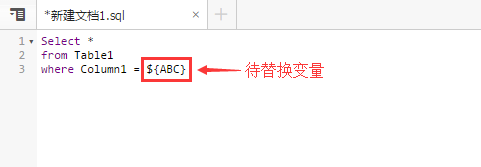 *新建文档1.sql
1 Select *
2 from Table1
3 where Column1 = ${ABC}
待替换变量